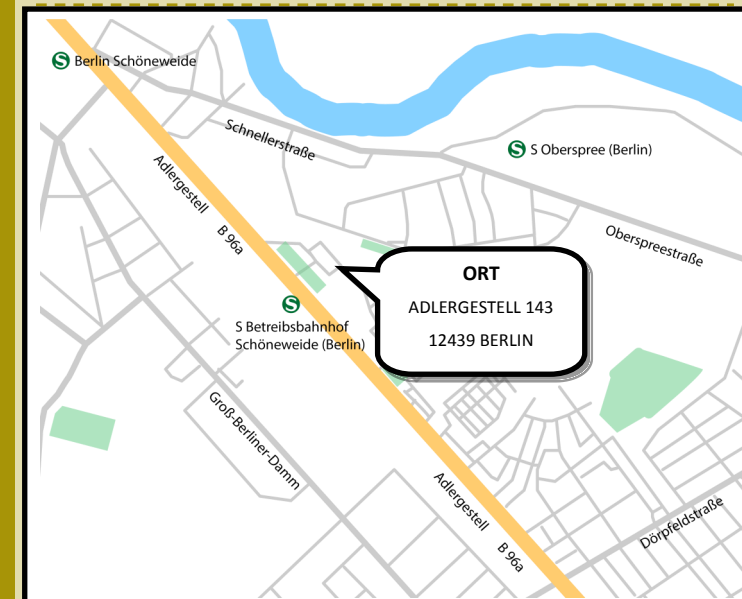 S Berlin Schöneweide
Schnellerstraße
S S Oberspree (Berlin)
Adlergestell
B 96a
Oberspreestraße
ORT
ADLERGESTELL 143
12439 BERLIN
S
S Betreibsbahnhof
Schöneweide (Berlin)
Groß-Berliner-Damm
Adlergestell
B 96a
Dörpfeldstraße